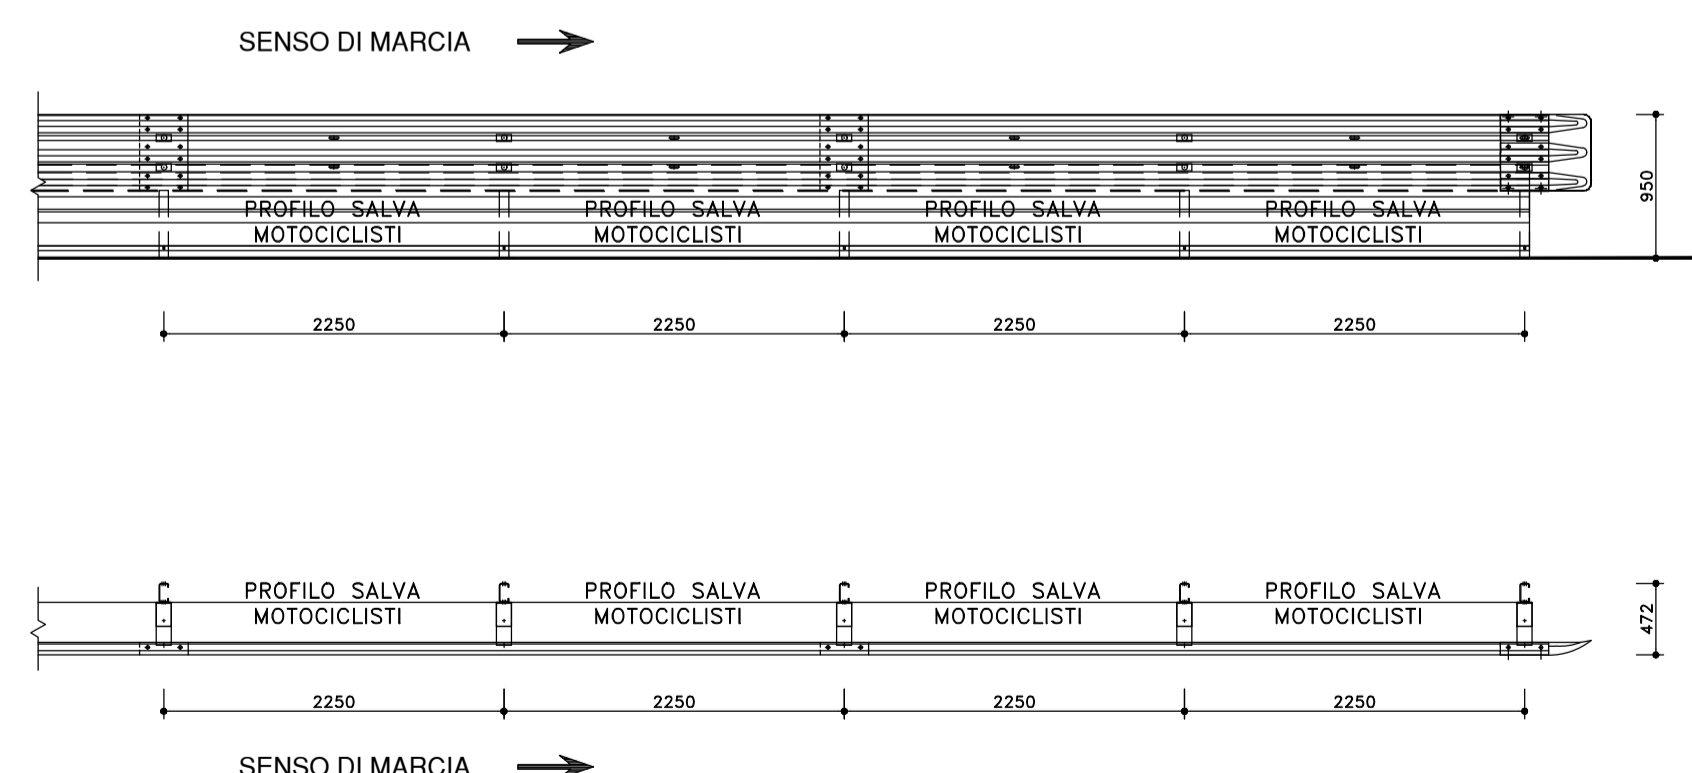 SENSO DI MARCIA
PROFILO SALVA PROFILO SALVA PROFILO SALVA PROFILO SALVA
MOTOCICLISTI MOTOCICLISTI MOTOCICLISTI MOTOCICLISTI
950
2250 2250 2250 2250
PROFILO SALVA PROFILO SALVA PROFILO SALVA PROFILO SALVA
MOTOCICLISTI MOTOCICLISTI MOTOCICLISTI MOTOCICLISTI
472
2250 2250 2250 2250
SENSO DI MARCIA